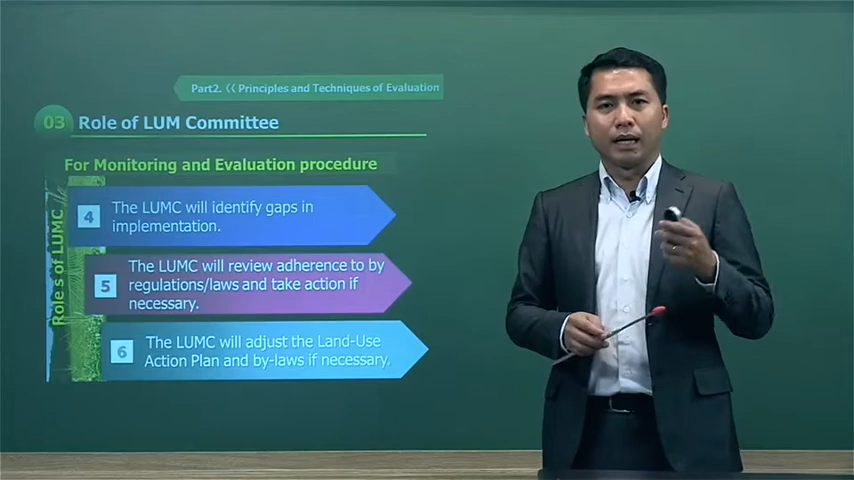 Part2. 《 Principles and Techniques of Evaluation
03 Role of LUM Committee
For Monitoring and Evaluation procedure
Role s of LUMC
4 The LUMC will identify gaps in
implementation.
5 The LUMC will review adherence to by
regulations/laws and take action if
necessary.
6 The LUMC will adjust the Land-Use
Action Plan and by-laws if necessary.